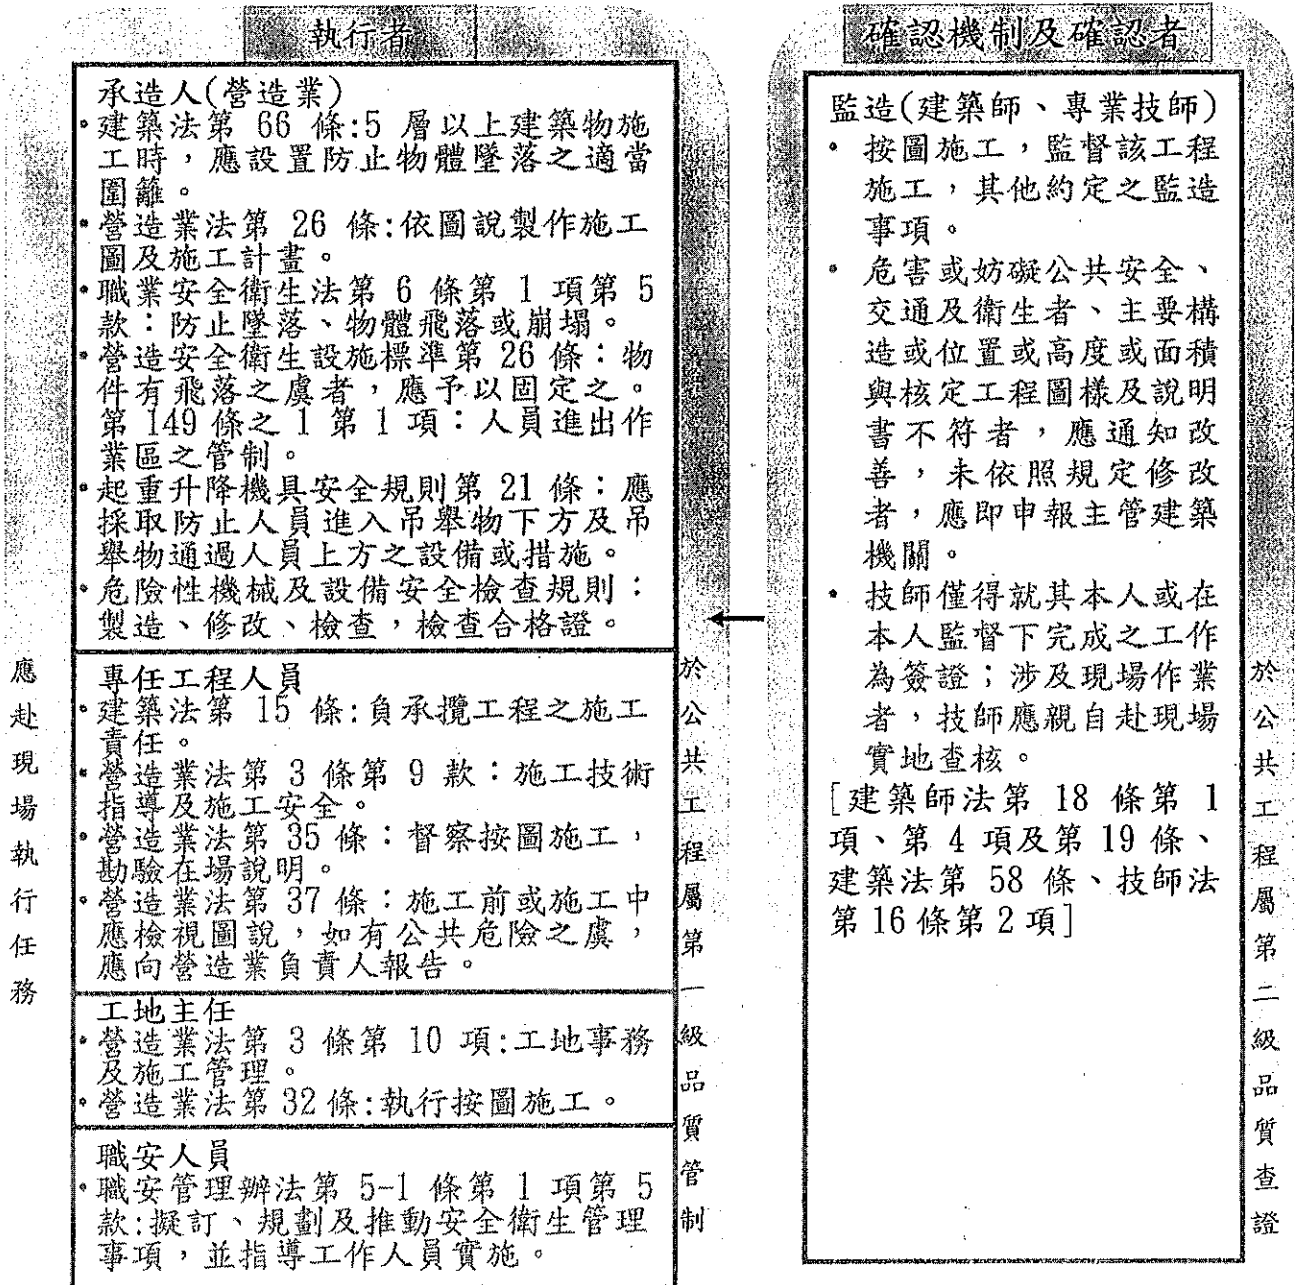 執行者
承造人(營造業)
•建築法第 66 條:5 層以上建築物施
工時，應設置防止物體墜落之適當
圍籬。
•營造業法第 26 條:依圖說製作施工
圖及施工計畫。
•職業安全衛生法第 6 條第 1 項第 5
款：防止墜落、物體飛落或崩塌。
•營造安全衛生設施標準第 26 條：物
件有飛落之虞者，應予以固定之。
第 149 條之 1 第 1 項：人員進出作
業區之管制。
•起重升降機具安全規則第 21 條：應
採取防止人員進入吊舉物下方及吊
舉物通過人員上方之設備或措施。
•危險性機械及設備安全檢查規則：
製造、修改、檢查，檢查合格證。
專任工程人員
•建築法第 15 條:負承攬工程之施工
責任。
•營造業法第 3 條第 9 款：施工技術
指導及施工安全。
•營造業法第 35 條：督察按圖施工，
勘驗在場說明。
•營造業法第 37 條：施工前或施工中
應檢視圖說，如有公共危險之虞，
應向營造業負責人報告。
工地主任
•營造業法第 3 條第 10 項:工地事務
及施工管理。
•營造業法第 32 條:執行按圖施工。
職安人員
•職安管理辦法第 5-1 條第 1 項第 5
款:擬訂、規劃及推動安全衛生管理
事項，並指導工作人員實施。
應赴現場執行任務
於公共工程屬第一級品質管制
確認機制及確認者
監造(建築師、專業技師)
• 按圖施工，監督該工程
施工，其他約定之監造
事項。
• 危害或妨礙公共安全、
交通及衛生者、主要構
造或位置或高度或面積
與核定工程圖樣及說明
書不符者，應通知改
善，未依照規定修改
者，應即申報主管建築
機關。
• 技師僅得就其本人或在
本人監督下完成之工作
為簽證；涉及現場作業
者，技師應親自赴現場
實地查核。
[建築師法第 18 條第 1
項、第 4 項及第 19 條、
建築法第 58 條、技師法
第 16 條第 2 項]
於公共工程屬第二級品質查證